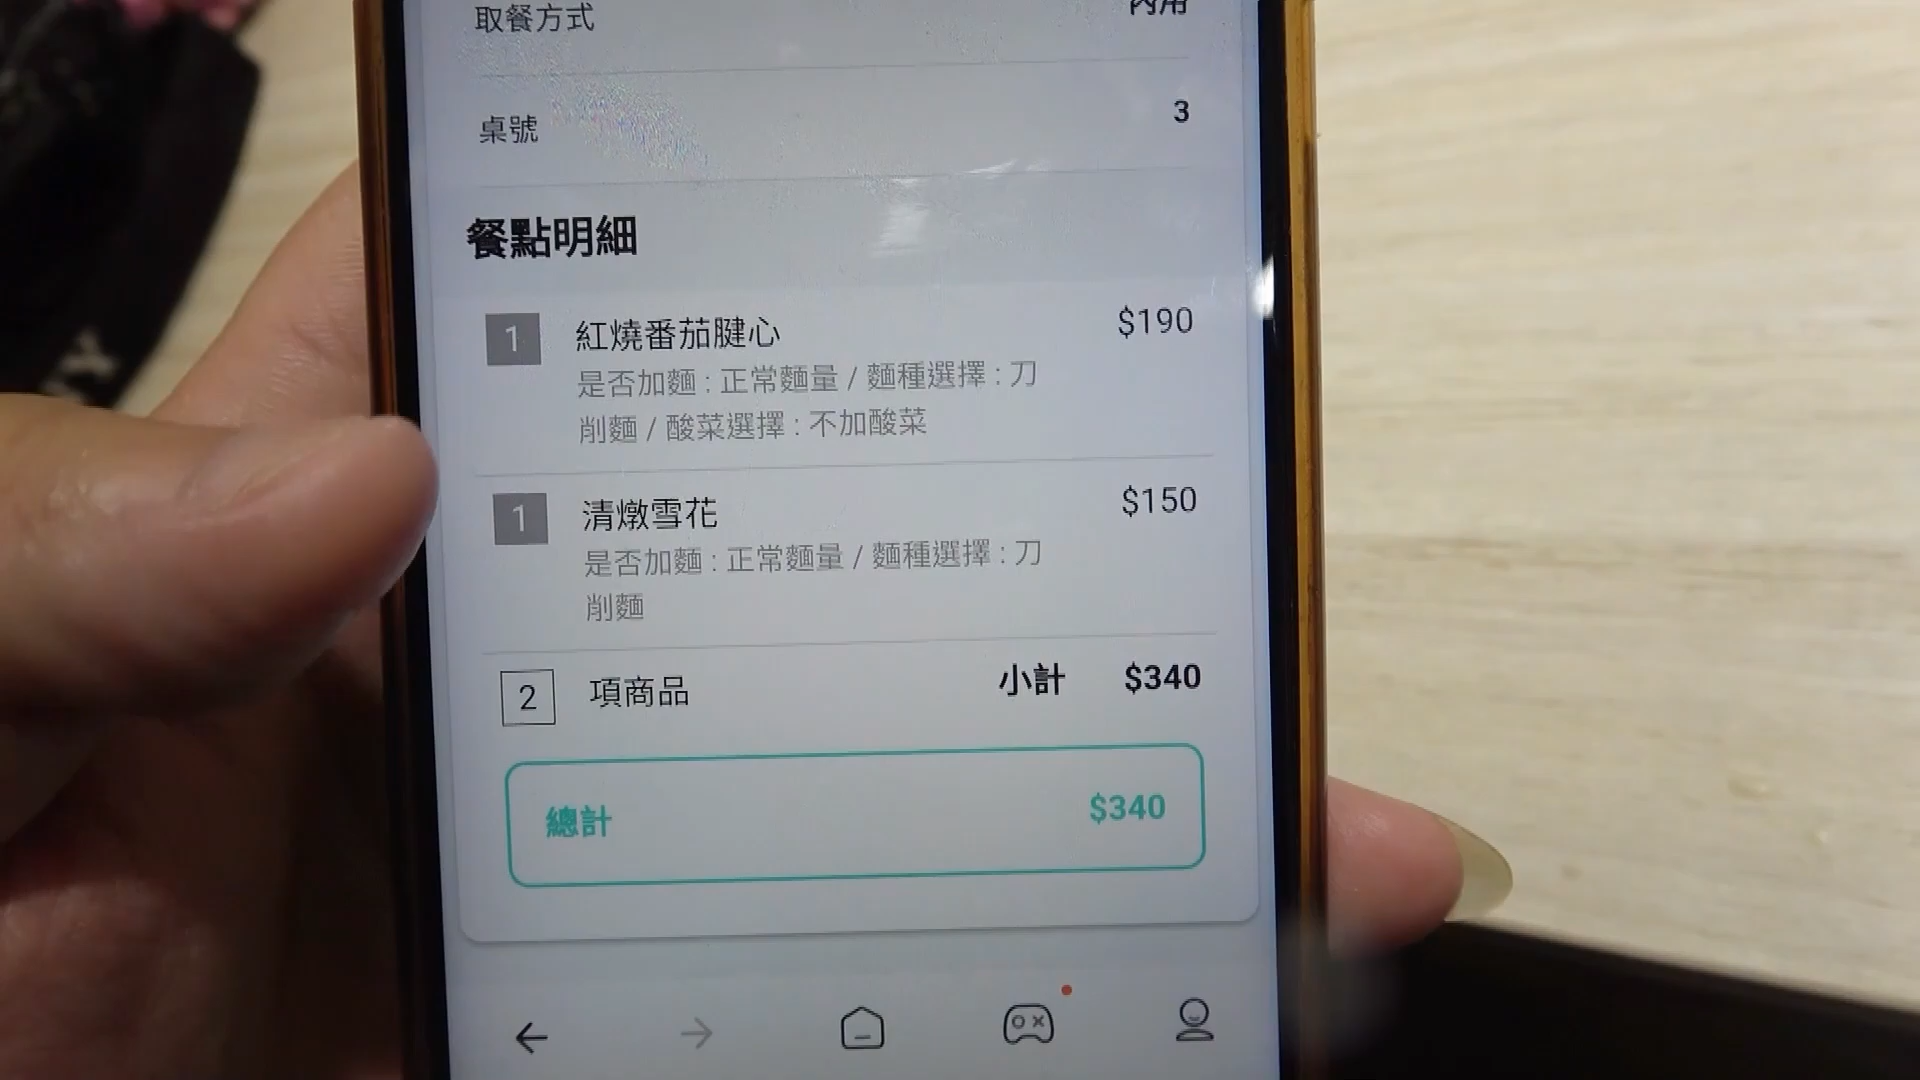 取餐方式 內用
桌號 3
餐點明細
1 紅燒番茄腱心 $190
是否加麵 : 正常麵量 / 麵種選擇 : 刀
削麵 / 酸菜選擇 : 不加酸菜
1 清燉雪花 $150
是否加麵 : 正常麵量 / 麵種選擇 : 刀
削麵
2 項商品 小計 $340
總計 $340